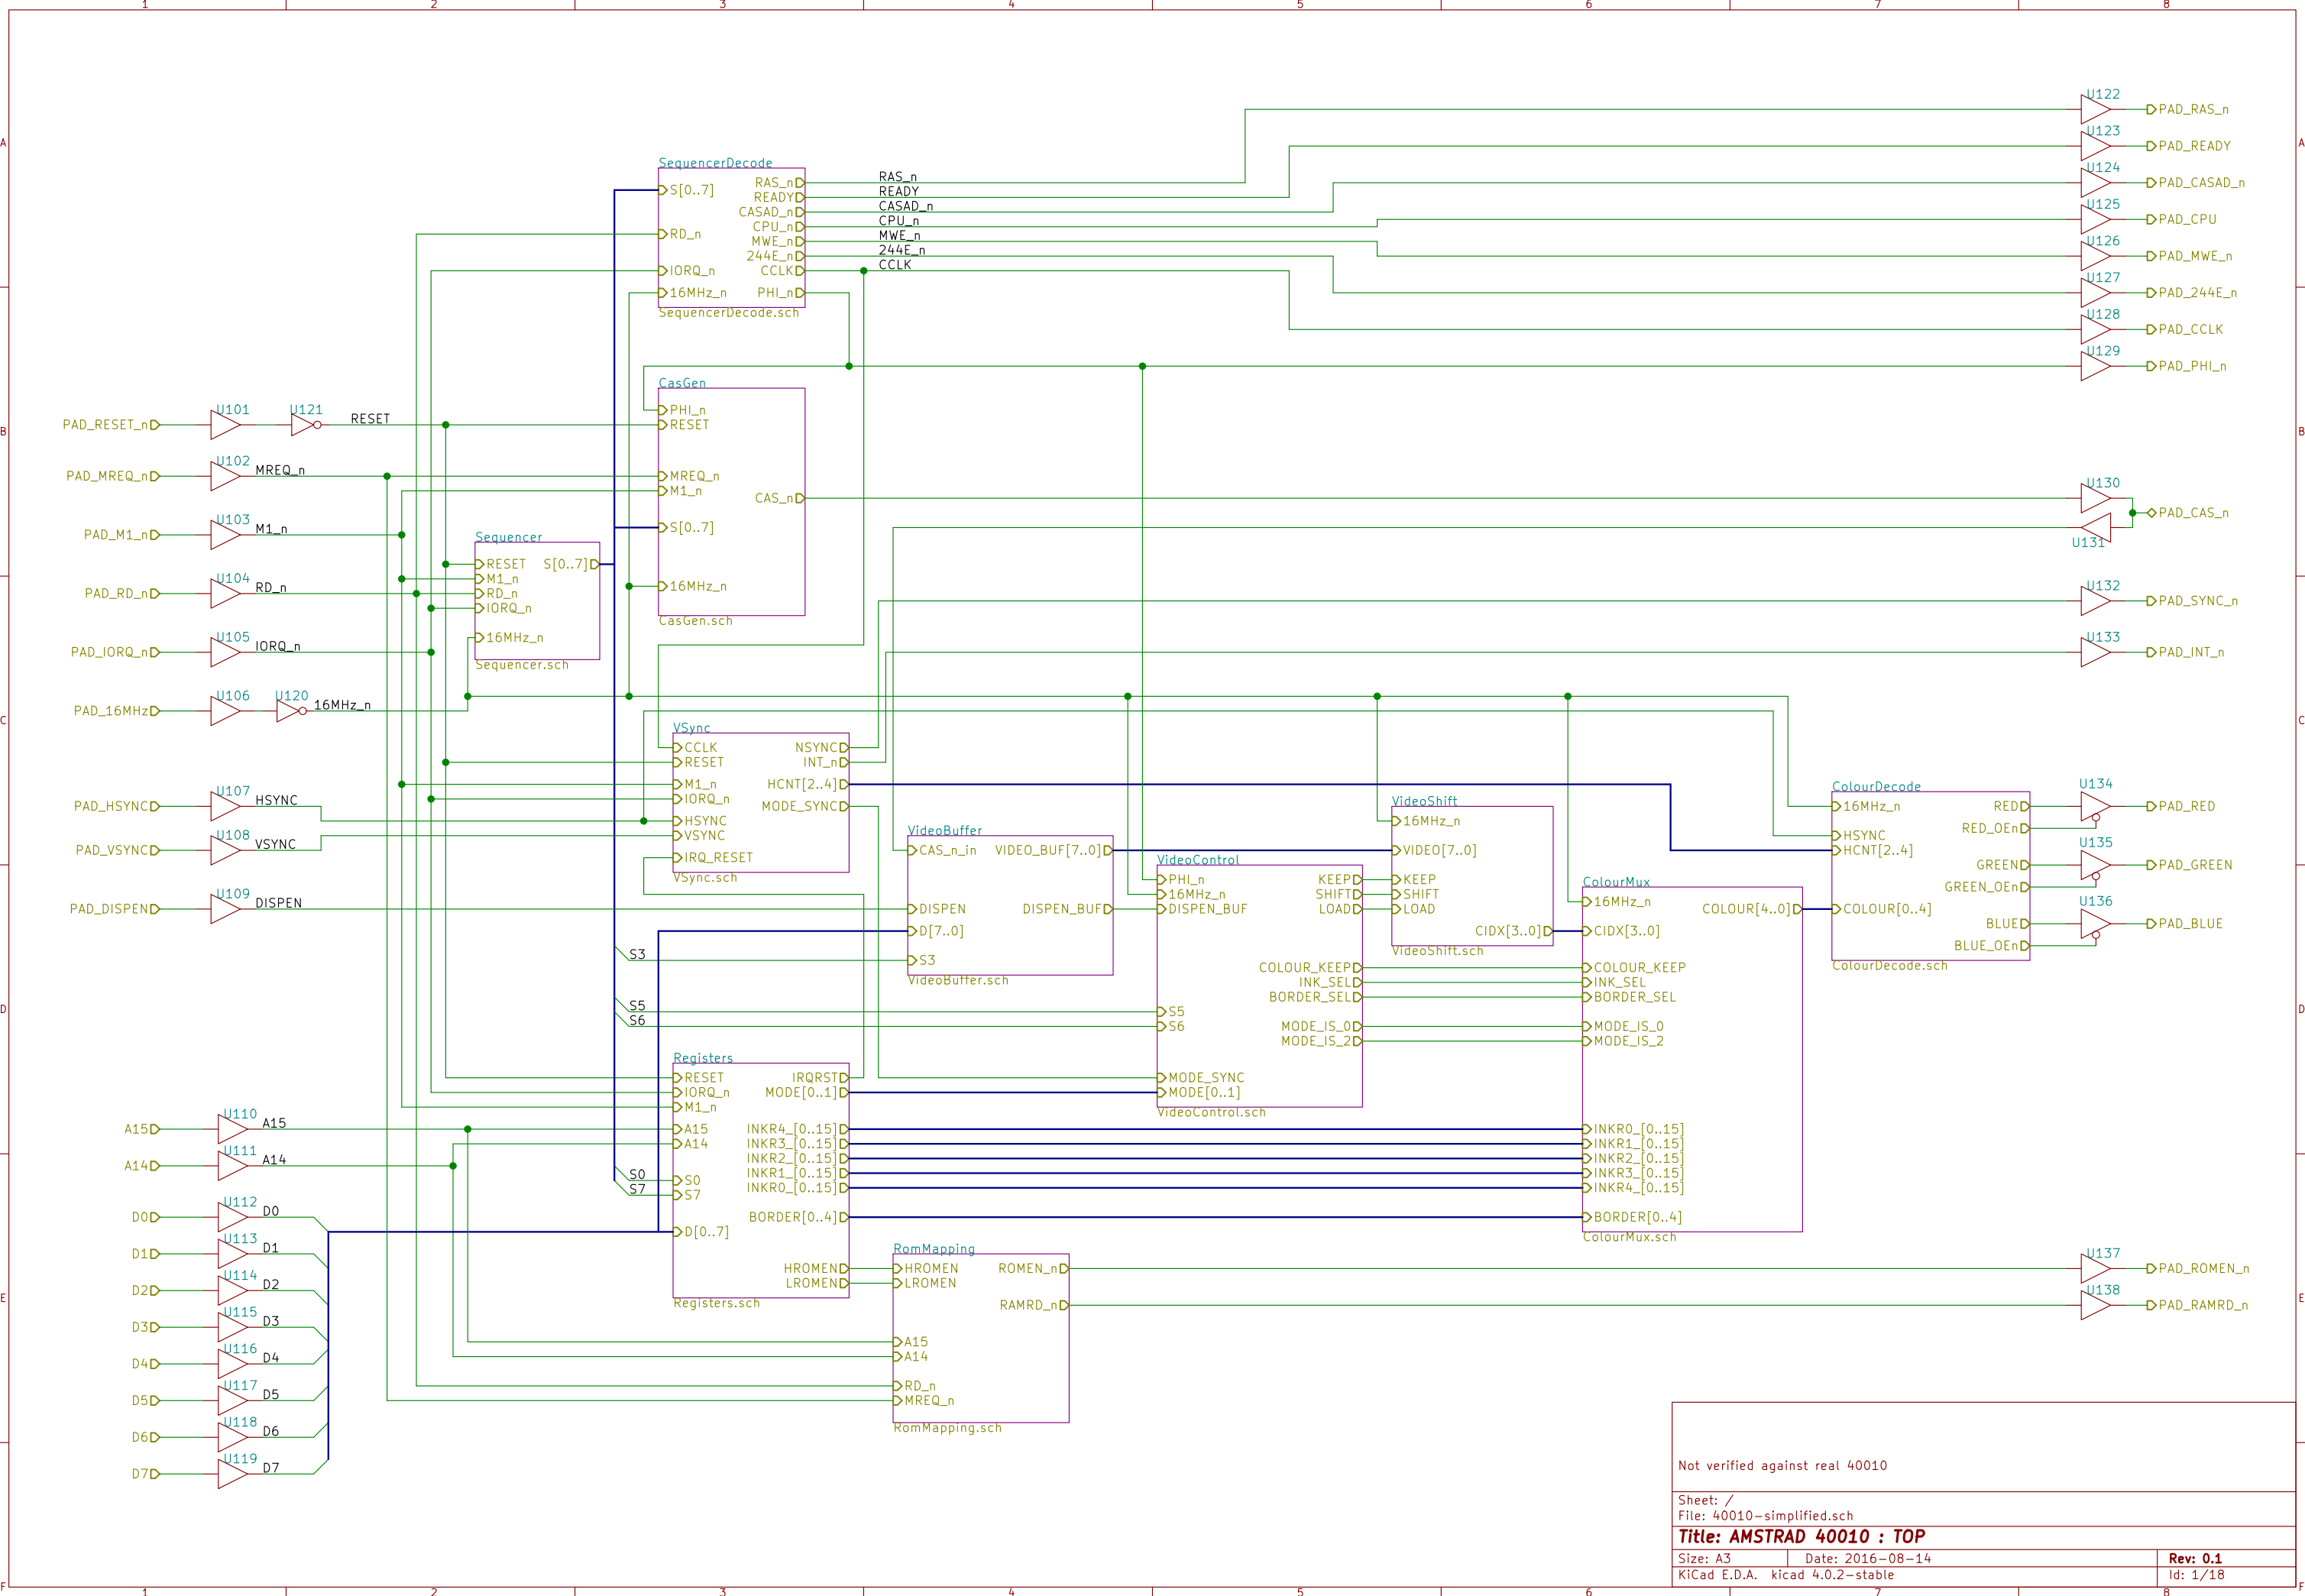 1 2 3 4 5 6 7 8
A
A
B
B
C
C
D
D
E
E
F
F
1 2 3 4 5 6 7 8
U122
PAD_RAS_n
U123
PAD_READY
U124
PAD_CASAD_n
U125
PAD_CPU
U126
PAD_MWE_n
U127
PAD_244E_n
U128
PAD_CCLK
U129
PAD_PHI_n
SequencerDecode
S[0..7]
RD_n
IORQ_n
16MHz_n
RAS_n
READY
CASAD_n
CPU_n
MWE_n
244E_n
CCLK
PHI_n
SequencerDecode.sch
RAS_n
READY
CASAD_n
CPU_n
MWE_n
244E_n
CCLK
CasGen
PHI_n
RESET
MREQ_n
M1_n
S[0..7]
16MHz_n
CAS_n
CasGen.sch
PAD_RESET_n
U101
U121
RESET
PAD_MREQ_n
U102
MREQ_n
PAD_M1_n
U103
M1_n
PAD_RD_n
U104
RD_n
PAD_IORQ_n
U105
IORQ_n
PAD_16MHz
U106
U120
16MHz_n
PAD_HSYNC
U107
HSYNC
PAD_VSYNC
U108
VSYNC
PAD_DISPEN
U109
DISPEN
Sequencer
RESET
M1_n
RD_n
IORQ_n
16MHz_n
S[0..7]
Sequencer.sch
U130
PAD_CAS_n
U131
U132
PAD_SYNC_n
U133
PAD_INT_n
VSync
CCLK
RESET
M1_n
IORQ_n
HSYNC
VSYNC
IRQ_RESET
NSYNC
INT_n
HCNT[2..4]
MODE_SYNC
VSync.sch
VideoBuffer
CAS_n_in
DISPEN
D[7..0]
S3
VIDEO_BUF[7..0]
DISPEN_BUF
VideoBuffer.sch
VideoControl
PHI_n
16MHz_n
DISPEN_BUF
S5
S6
MODE_SYNC
MODE[0..1]
KEEP
SHIFT
LOAD
COLOUR_KEEP
INK_SEL
BORDER_SEL
MODE_IS_0
MODE_IS_2
VideoControl.sch
VideoShift
16MHz_n
VIDEO[7..0]
KEEP
SHIFT
LOAD
CIDX[3..0]
VideoShift.sch
ColourMux
16MHz_n
CIDX[3..0]
COLOUR_KEEP
INK_SEL
BORDER_SEL
MODE_IS_0
MODE_IS_2
INKR0_[0..15]
INKR1_[0..15]
INKR2_[0..15]
INKR3_[0..15]
INKR4_[0..15]
BORDER[0..4]
COLOUR[4..0]
ColourMux.sch
ColourDecode
16MHz_n
HSYNC
HCNT[2..4]
COLOUR[0..4]
RED
RED_OEn
GREEN
GREEN_OEn
BLUE
BLUE_OEn
ColourDecode.sch
U134
PAD_RED
U135
PAD_GREEN
U136
PAD_BLUE
S3
S5
S6
S0
S7
Registers
RESET
IORQ_n
M1_n
A15
A14
S0
S7
D[0..7]
IRQRST
MODE[0..1]
INKR4_[0..15]
INKR3_[0..15]
INKR2_[0..15]
INKR1_[0..15]
INKR0_[0..15]
BORDER[0..4]
HROMEN
LROMEN
Registers.sch
RomMapping
HROMEN
LROMEN
A15
A14
RD_n
MREQ_n
ROMEN_n
RAMRD_n
RomMapping.sch
U137
PAD_ROMEN_n
U138
PAD_RAMRD_n
A15
U110
A15
A14
U111
A14
D0
U112
D0
D1
U113
D1
D2
U114
D2
D3
U115
D3
D4
U116
D4
D5
U117
D5
D6
U118
D6
D7
U119
D7
Not verified against real 40010
Sheet: /
File: 40010-simplified.sch
Title: AMSTRAD 40010 : TOP
Size: A3 Date: 2016-08-14 Rev: 0.1
KiCad E.D.A. kicad 4.0.2-stable Id: 1/18